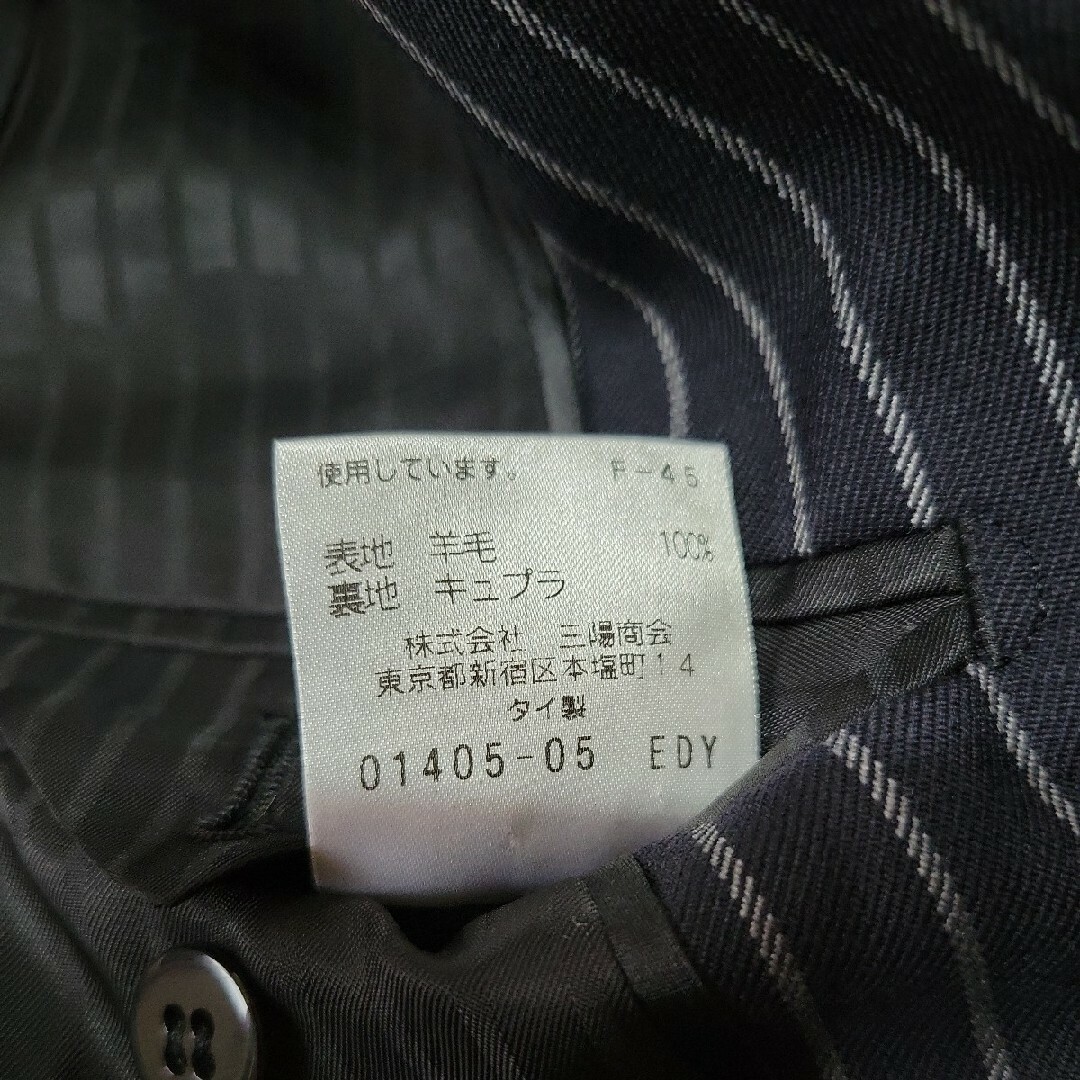 使用しています。 F-45
表地 羊毛 100%
裏地 キュプラ
株式会社 三陽商会
東京都新宿区本塩町14
タイ製
01405-05 EDY